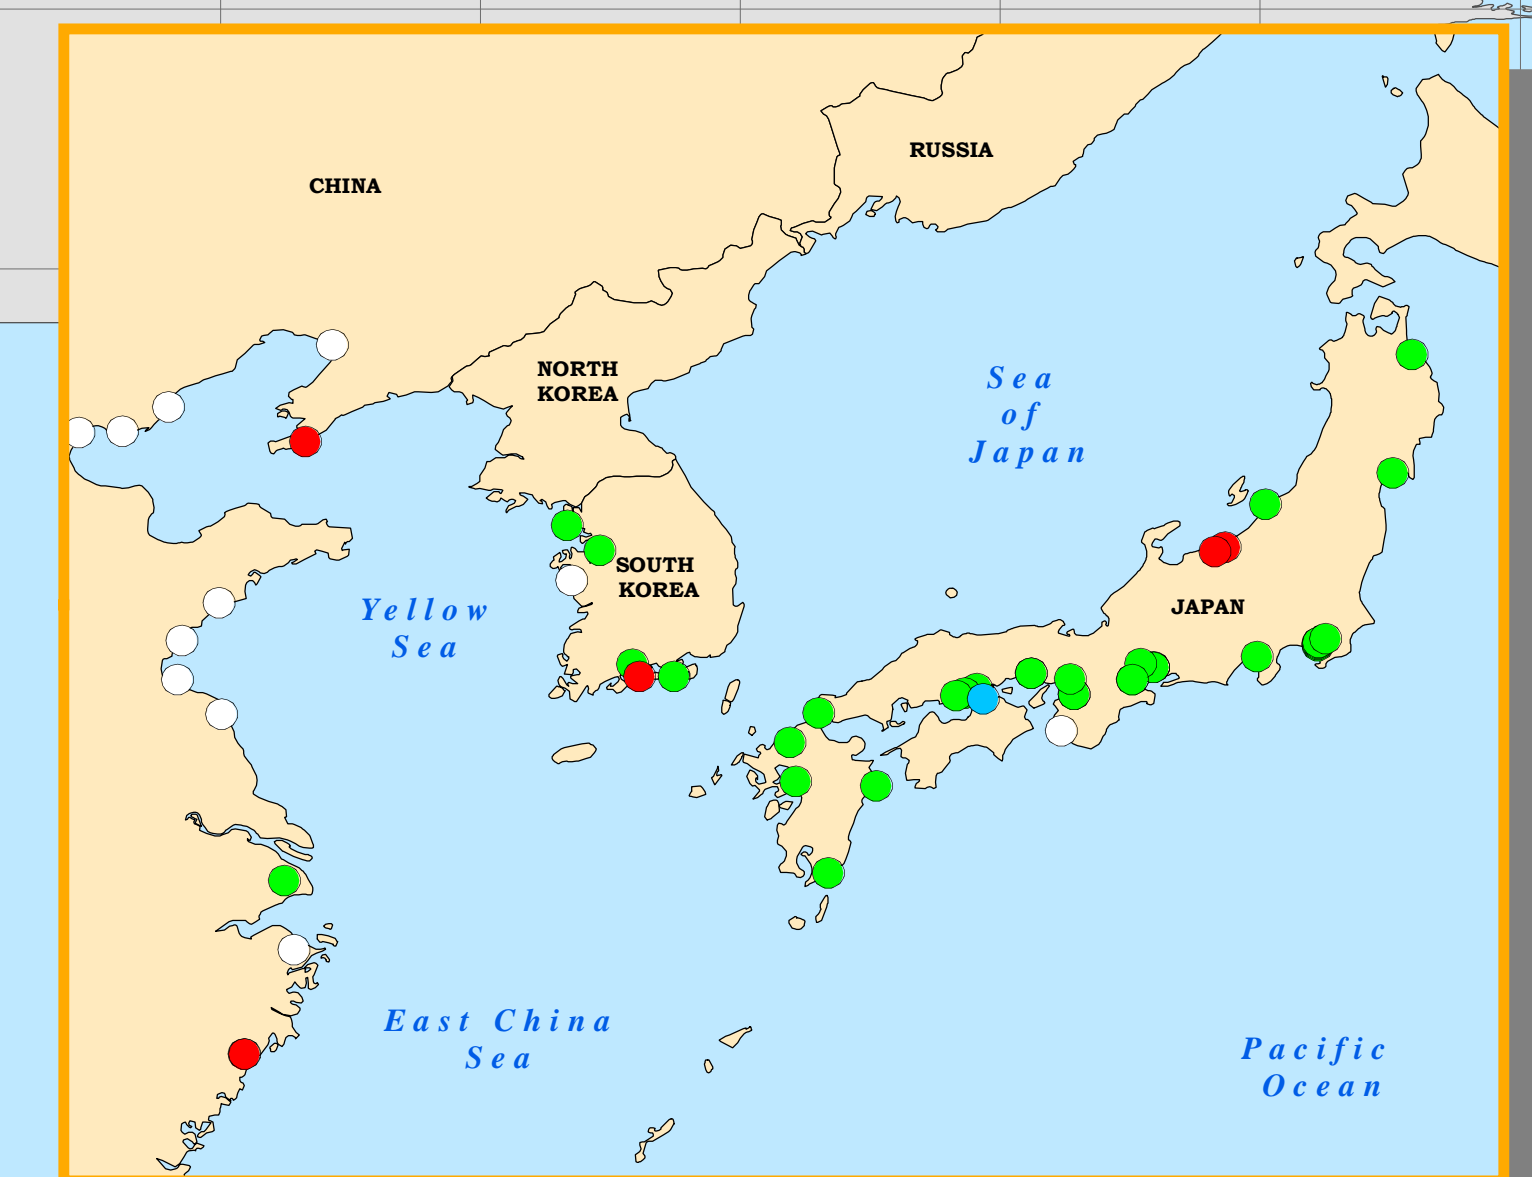 RUSSIA
CHINA
NORTH
KOREA
Sea
of
Japan
SOUTH
KOREA
Yellow
Sea
JAPAN
East China
Sea
Pacific
Ocean